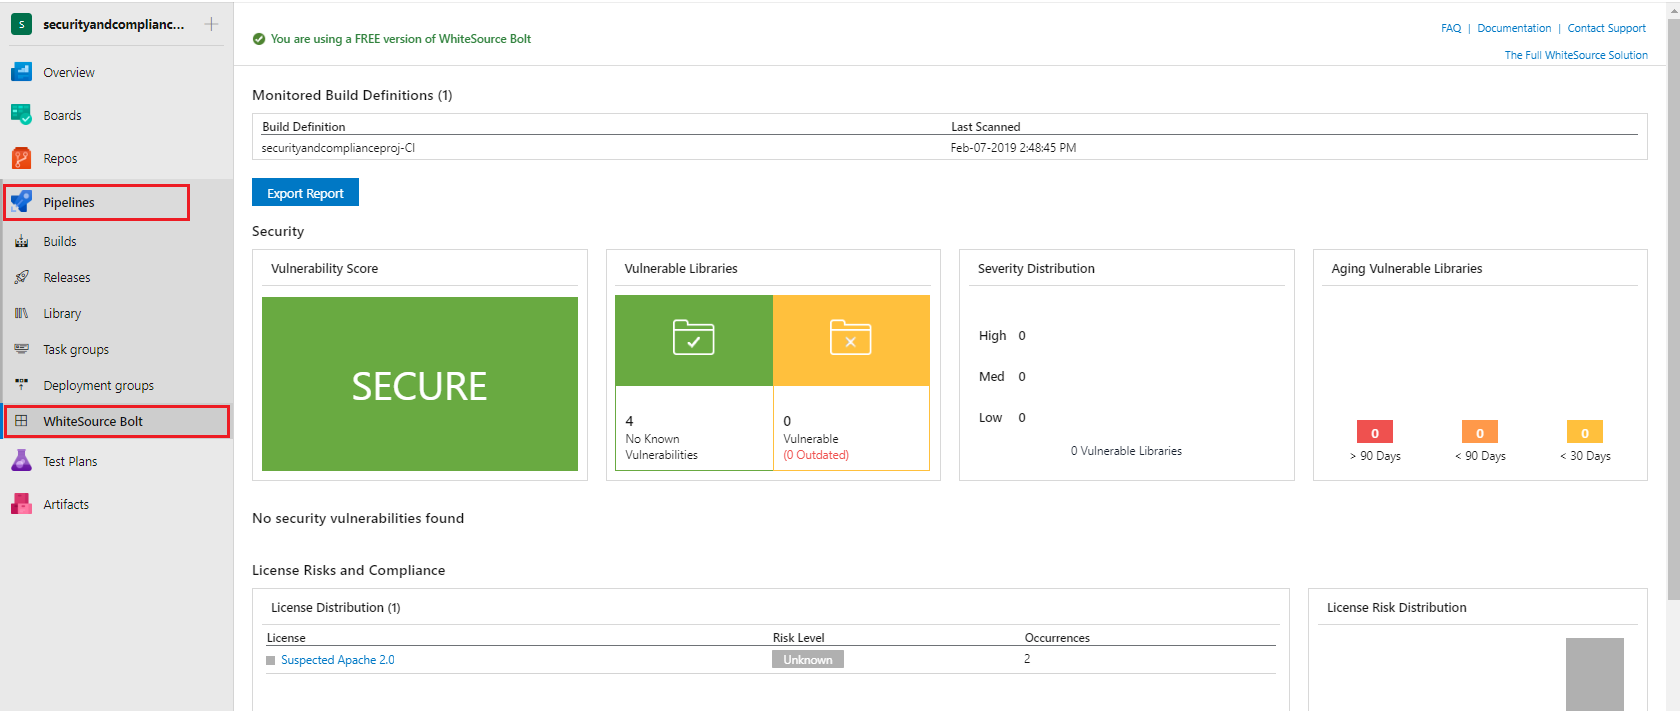 S securityandcomplianc...
Overview
Boards
Repos
Pipelines
Builds
Releases
Library
Task groups
Deployment groups
WhiteSource Bolt
Test Plans
Artifacts
You are using a FREE version of WhiteSource Bolt
FAQ | Documentation | Contact Support
The Full WhiteSource Solution
Monitored Build Definitions (1)
Build Definition Last Scanned
securityandcomplianceproj-CI Feb-07-2019 2:48:45 PM
Export Report
Security
Vulnerability Score
SECURE
Vulnerable Libraries
4
No Known
Vulnerabilities
0
Vulnerable
(0 Outdated)
Severity Distribution
High 0
Med 0
Low 0
0 Vulnerable Libraries
Aging Vulnerable Libraries
0 0 0
> 90 Days < 90 Days < 30 Days
No security vulnerabilities found
License Risks and Compliance
License Distribution (1)
License Risk Level Occurrences
Suspected Apache 2.0 Unknown 2
License Risk Distribution